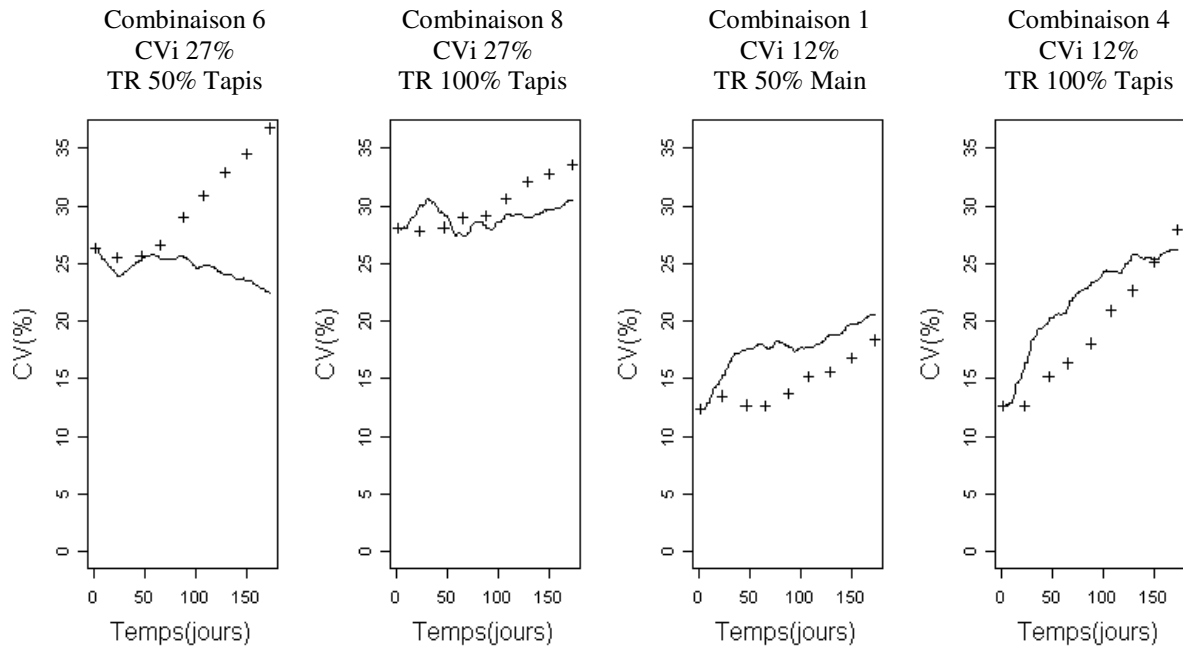 Combinaison 6
CVi 27%
TR 50% Tapis
CV(%)
35
30
25
20
15
10
5
0
0 50 100 150
Temps(jours)
Combinaison 8
CVi 27%
TR 100% Tapis
CV(%)
35
30
25
20
15
10
5
0
0 50 100 150
Temps(jours)
Combinaison 1
CVi 12%
TR 50% Main
CV(%)
35
30
25
20
15
10
5
0
0 50 100 150
Temps(jours)
Combinaison 4
CVi 12%
TR 100% Tapis
CV(%)
35
30
25
20
15
10
5
0
0 50 100 150
Temps(jours)